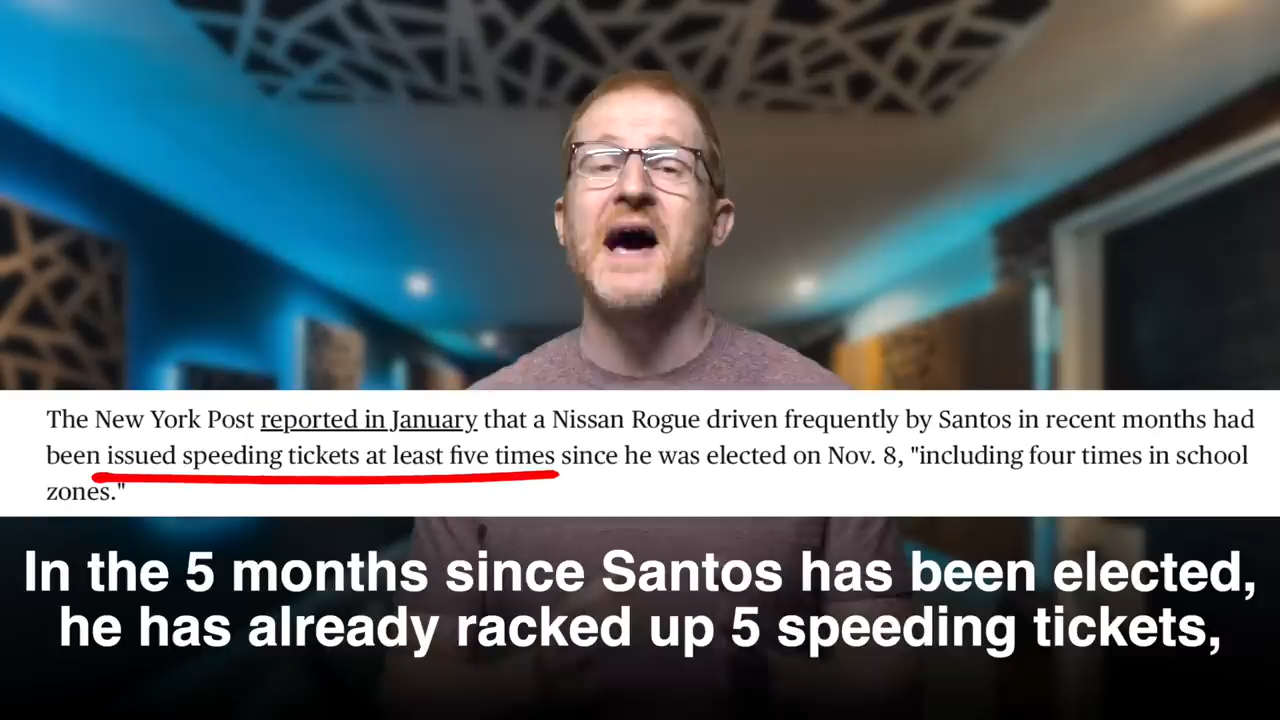 The New York Post reported in January that a Nissan Rogue driven frequently by Santos in recent months had
been issued speeding tickets at least five times since he was elected on Nov. 8, "including four times in school
zones."
In the 5 months since Santos has been elected,
he has already racked up 5 speeding tickets,